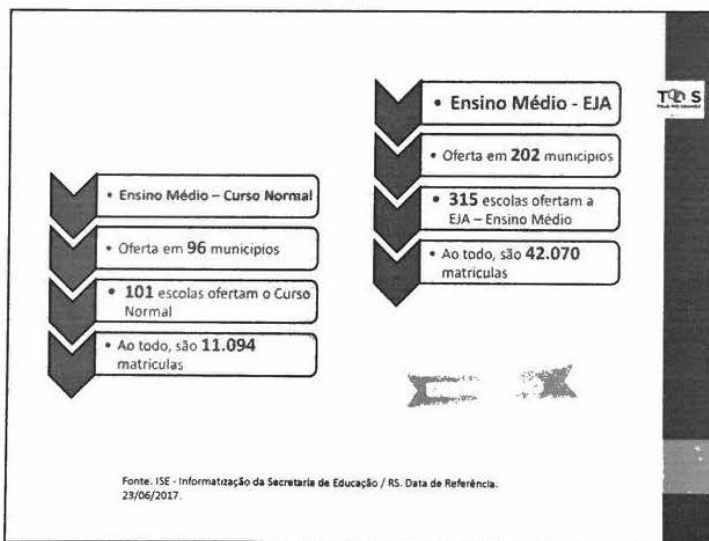 • Ensino Médio – Curso Normal
• Oferta em 96 municípios
• 101 escolas ofertam o Curso
Normal
• Ao todo, são 11.094
matrículas
• Ensino Médio - EJA
• Oferta em 202 municípios
• 315 escolas ofertam a
EJA – Ensino Médio
• Ao todo, são 42.070
matrículas
Fonte. ISE - Informatização da Secretaria de Educação / RS. Data de Referência.
23/06/2017.